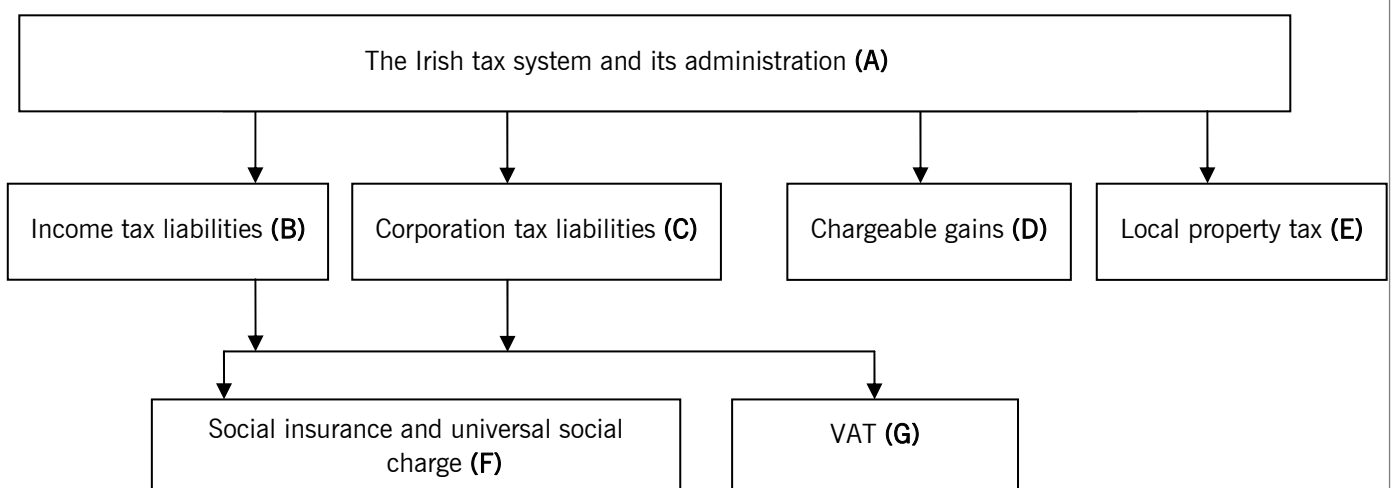 The Irish tax system and its administration (A)
Income tax liabilities (B)
Corporation tax liabilities (C)
Chargeable gains (D)
Local property tax (E)
Social insurance and universal social
charge (F)
VAT (G)